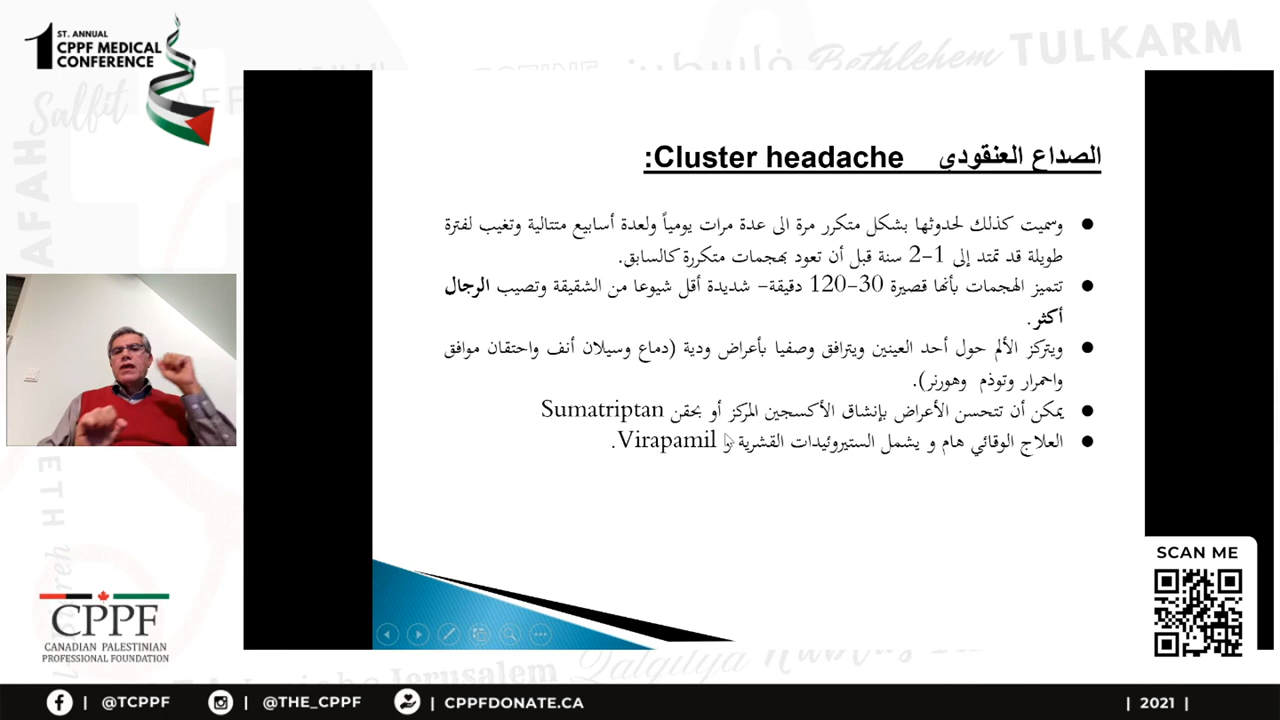 1 ST. ANNUAL
CPPF MEDICAL
CONFERENCE
فلسطين
Bethlehem
TULKARM
Salfit
الصداع العنقودي Cluster headache:
● وسميت كذلك لحدوثها بشكل متكرر مرة الى عدة مرات يومياً ولعدة أسابيع متتالية وتغيب لفترة
طويلة قد تمتد إلى 1-2 سنة قبل أن تعود بهجمات متكررة كالسابق.
● تتميز الهجمات بأنها قصيرة 30-120 دقيقة- شديدة أقل شيوعا من الشقيقة وتصيب الرجال
أكثر.
● ويتركز الألم حول أحد العينين ويترافق وصفيا بأعراض ودية (دماع وسيلان أنف واحتقان موافق
واحمرار وتوذم وهورنر).
● يمكن أن تتحسن الأعراض بإنشاق الأكسجين المركز أو بحقن Sumatriptan
● العلاج الوقائي هام و يشمل الستيروئيدات القشرية و Virapamil.
SCAN ME
CPPF
CANADIAN PALESTINIAN
PROFESSIONAL FOUNDATION
Jerusalem
Qalqilya
| @TCPPF
| @THE_CPPF
| CPPFDONATE.CA
| 2021 |